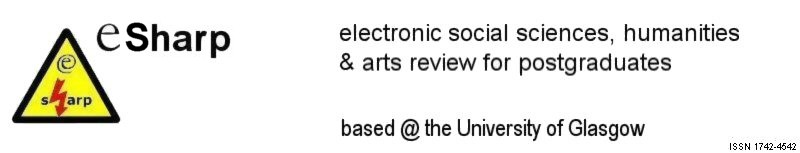 eSharp
e
sharp
electronic social sciences, humanities
& arts review for postgraduates
based @ the University of Glasgow
ISSN 1742-4542